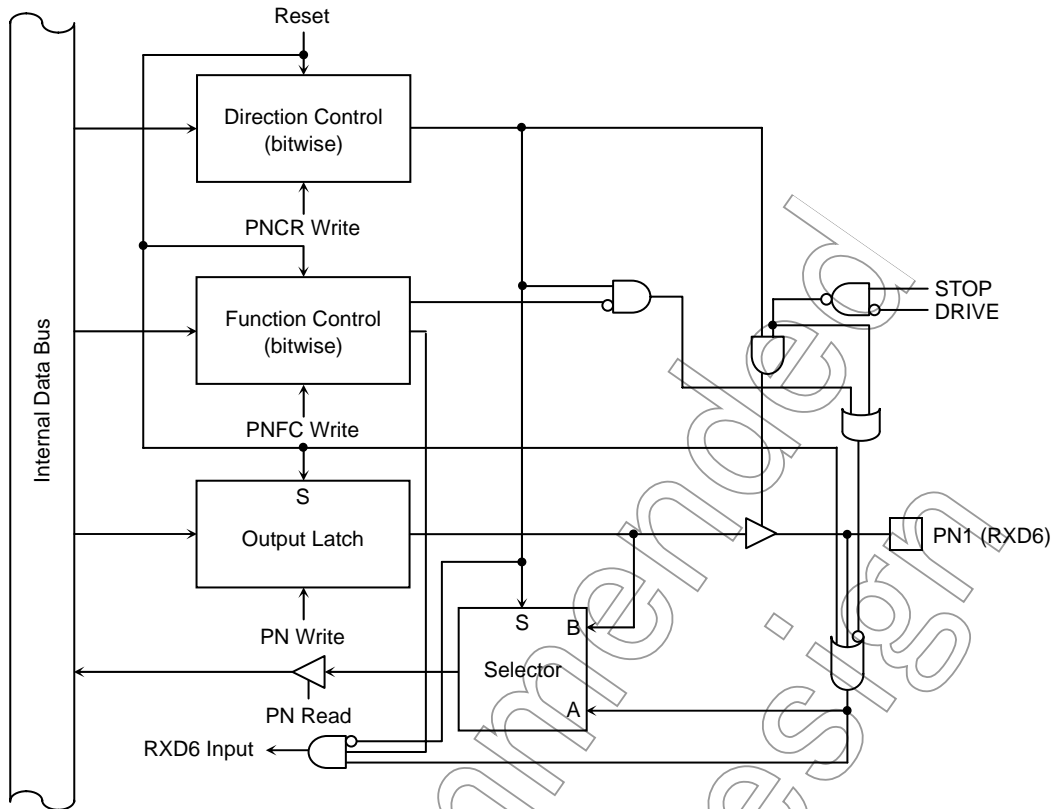 Reset
Direction Control
(bitwise)
PNCR Write
Internal Data Bus
Function Control
(bitwise)
STOP
DRIVE
PNFC Write
S
Output Latch
PN1 (RXD6)
PN Write
S
B
Selector
A
PN Read
RXD6 Input